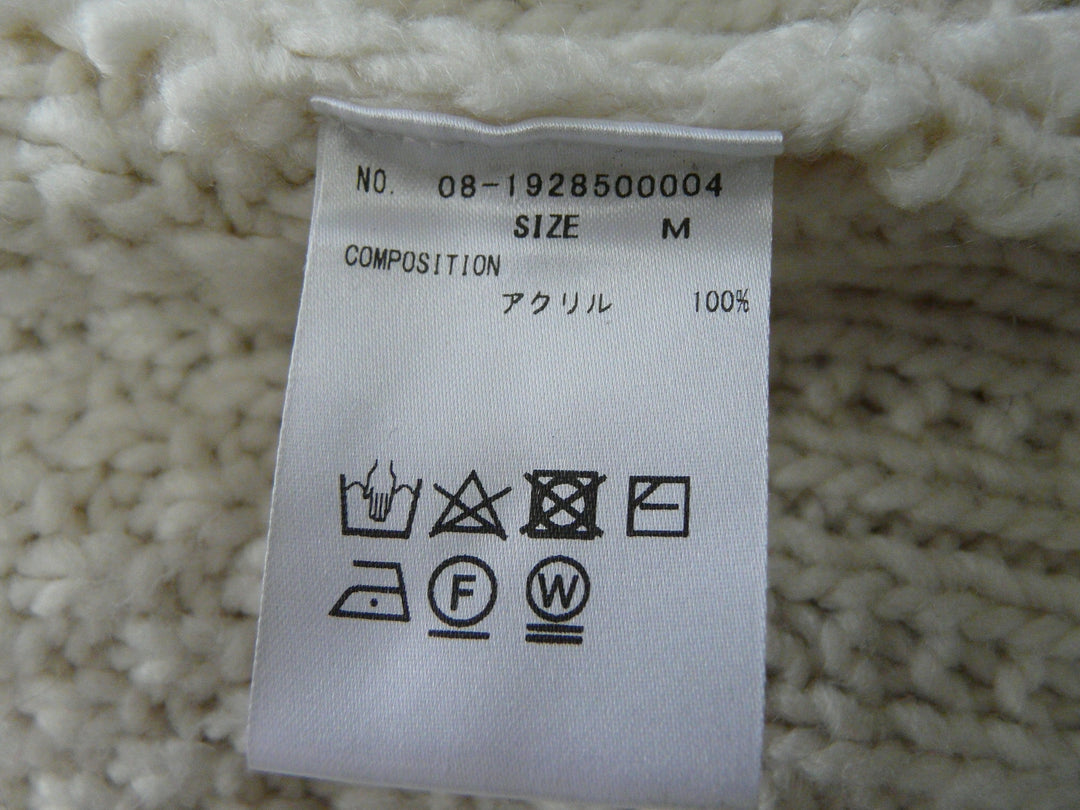 NO. 08-1928500004
SIZE M
COMPOSITION
アクリル 100%
F W